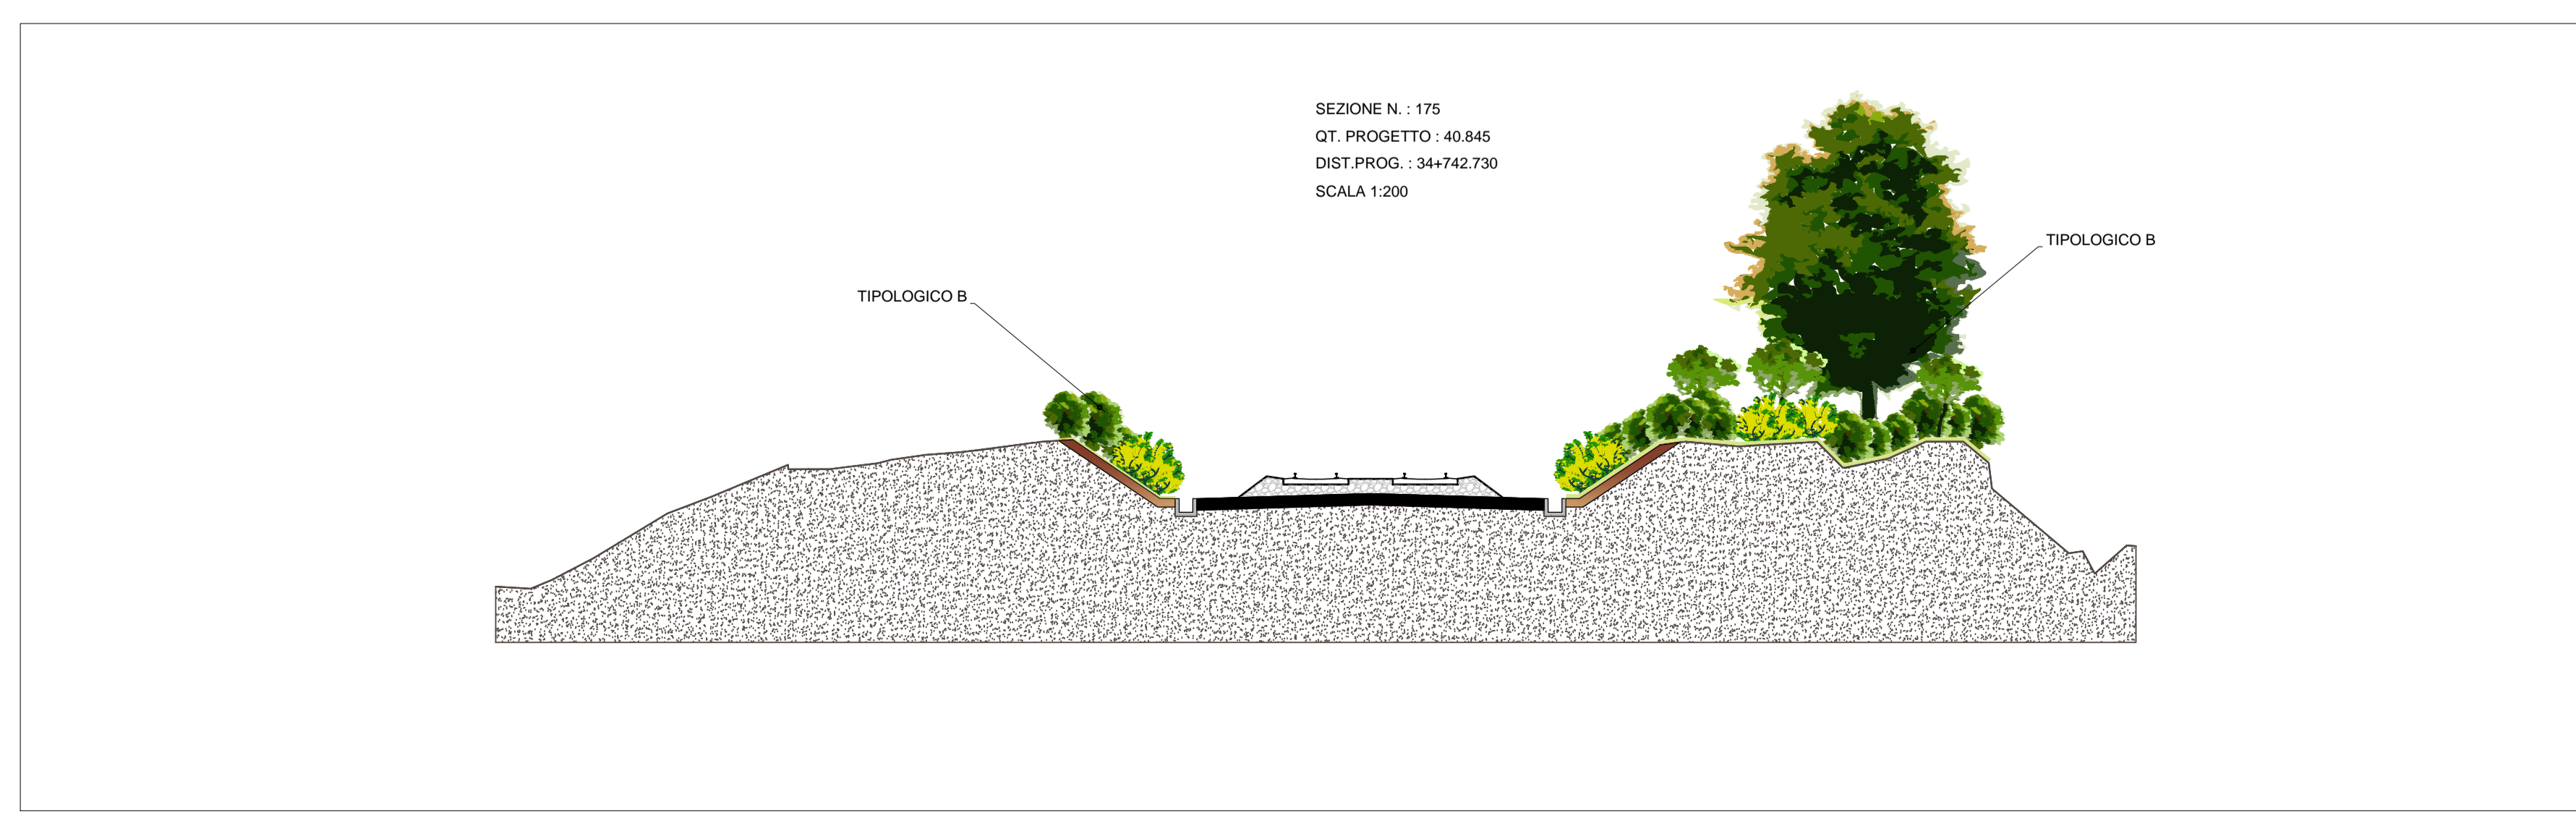 SEZIONE N. : 175
QT. PROGETTO : 40.845
DIST.PROG. : 34+742.730
SCALA 1:200
TIPOLOGICO B
TIPOLOGICO B